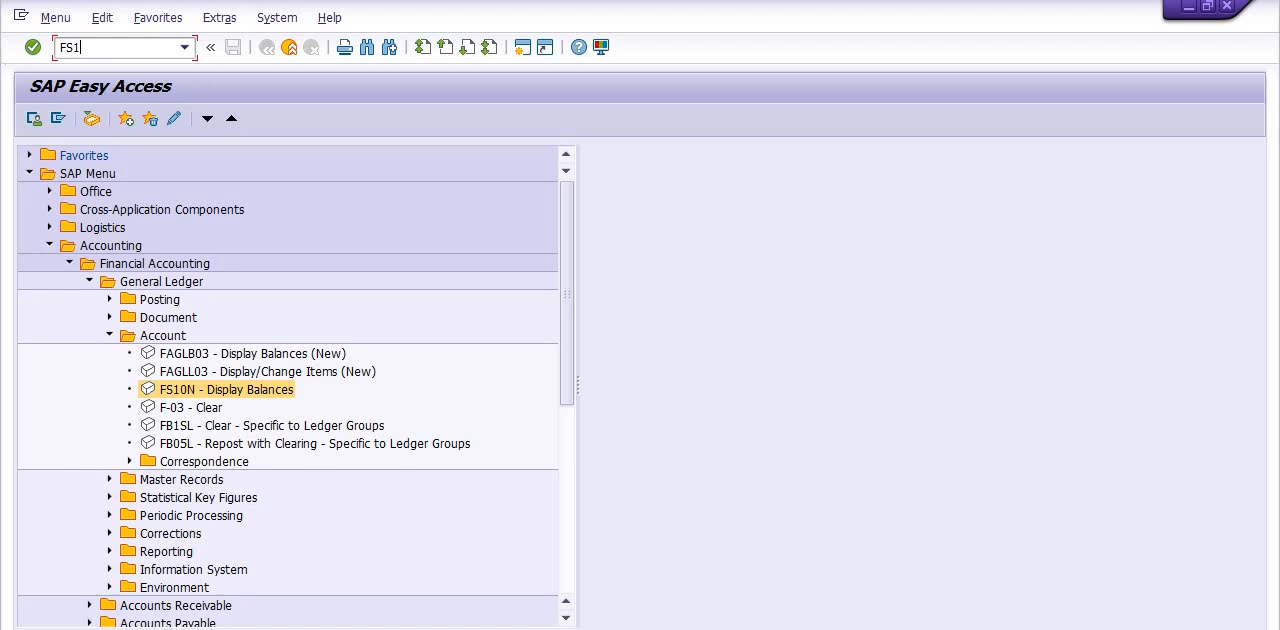 Menu Edit Favorites Extras System Help
FS1
SAP Easy Access
Favorites
SAP Menu
Office
Cross-Application Components
Logistics
Accounting
Financial Accounting
General Ledger
Posting
Document
Account
FAGLB03 - Display Balances (New)
FAGLL03 - Display/Change Items (New)
FS10N - Display Balances
F-03 - Clear
FB1SL - Clear - Specific to Ledger Groups
FB05L - Repost with Clearing - Specific to Ledger Groups
Correspondence
Master Records
Statistical Key Figures
Periodic Processing
Corrections
Reporting
Information System
Environment
Accounts Receivable
Accounts Payable